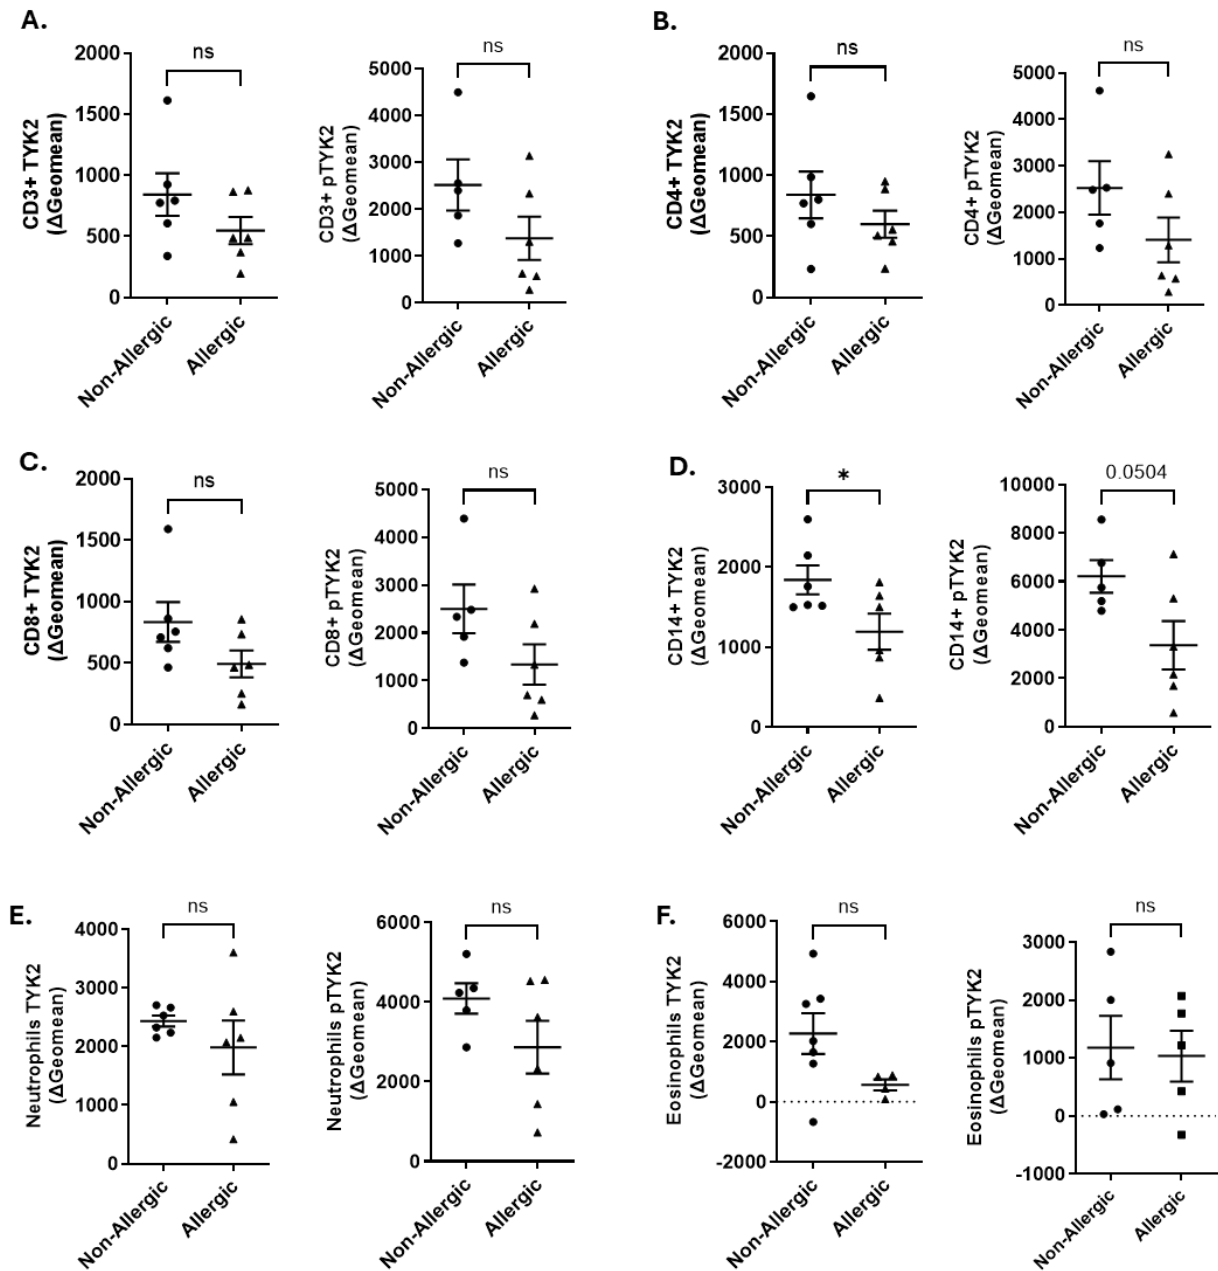 A.
ns
CD3+ TYK2
(ΔGeomean)
2000
1500
1000
500
0
Non-Allergic
Allergic
ns
CD3+ pTYK2
(ΔGeomean)
5000
4000
3000
2000
1000
0
Non-Allergic
Allergic
B.
ns
CD4+ TYK2
(ΔGeomean)
2000
1500
1000
500
0
Non-Allergic
Allergic
ns
CD4+ pTYK2
(ΔGeomean)
5000
4000
3000
2000
1000
0
Non-Allergic
Allergic
C.
ns
CD8+ TYK2
(ΔGeomean)
2000
1500
1000
500
0
Non-Allergic
Allergic
ns
CD8+ pTYK2
(ΔGeomean)
5000
4000
3000
2000
1000
0
Non-Allergic
Allergic
D.
*
CD14+ TYK2
(ΔGeomean)
3000
2000
1000
0
Non-Allergic
Allergic
0.0504
CD14+ pTYK2
(ΔGeomean)
10000
8000
6000
4000
2000
0
Non-Allergic
Allergic
E.
ns
Neutrophils TYK2
(ΔGeomean)
4000
3000
2000
1000
0
Non-Allergic
Allergic
ns
Neutrophils pTYK2
(ΔGeomean)
6000
4000
2000
0
Non-Allergic
Allergic
F.
ns
Eosinophils TYK2
(ΔGeomean)
6000
4000
2000
0
-2000
Non-Allergic
Allergic
ns
Eosinophils pTYK2
(ΔGeomean)
3000
2000
1000
0
-1000
Non-Allergic
Allergic